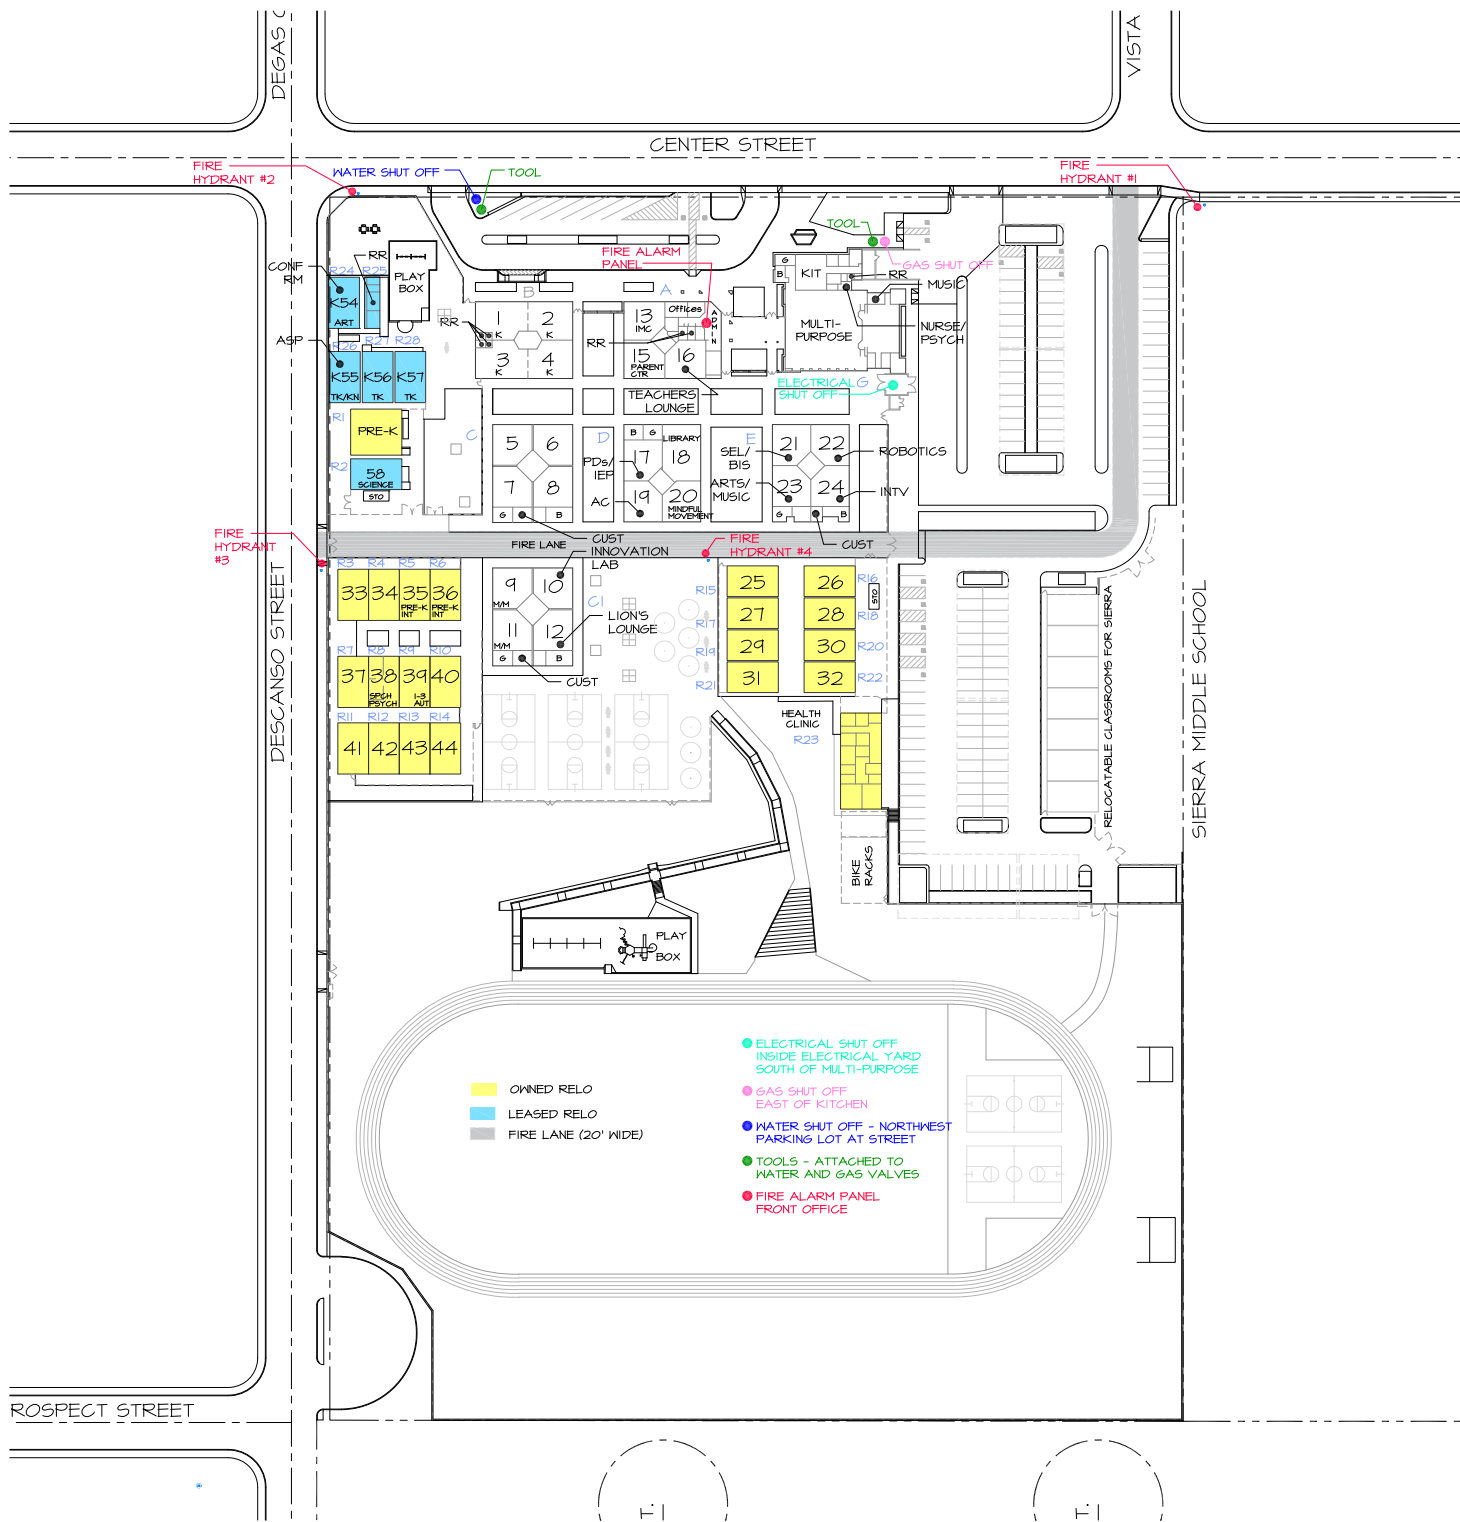 DEGAS C
VISTA
CENTER STREET
FIRE
HYDRANT #2
WATER SHUT OFF
TOOL
FIRE
HYDRANT #1
TOOL
GAS SHUT OFF
FIRE ALARM
PANEL
CONF
RM
R24
R25
RR
K54
ART
PLAY
BOX
ASP
R26
R27
R28
K55
TK/KN
K56
TK
K57
TK
R1
PRE-K
R2
58
SCIENCE
STO
B
A
RR
1
K
2
K
3
K
4
K
13
IMC
Offices
ADMIN
RR
15
PARENT
CTR
16
TEACHERS
LOUNGE
G
B
KIT
RR
MUSIC
MULTI-
PURPOSE
NURSE/
PSYCH
ELECTRICAL
SHUT OFF
G
C
5
6
7
8
G
B
CUST
D
PDs/
IEP
AC
B
G
LIBRARY
17
18
19
20
MINDFUL
MOVEMENT
E
SEL/
BIS
ARTS/
MUSIC
21
22
23
24
G
B
ROBOTICS
INTV
CUST
FIRE LANE
FIRE
HYDRANT
#3
FIRE
HYDRANT #4
INNOVATION
LAB
C1
9
M/M
10
11
M/M
12
G
B
LION'S
LOUNGE
CUST
R3
R4
R5
R6
33
34
35
PRE-K
INT
36
PRE-K
INT
R7
R8
R9
R10
37
38
SPCH
PSYCH
39
1-3
AUT
40
R11
R12
R13
R14
41
42
43
44
R15
25
26
R16
STO
R17
27
28
R18
R19
29
30
R20
R21
31
32
R22
HEALTH
CLINIC
R23
BIKE
RACKS
RELOCATABLE CLASSROOMS FOR SIERRA
SIERRA MIDDLE SCHOOL
DESCANSO STREET
PLAY
BOX
OWNED RELO
LEASED RELO
FIRE LANE (20' WIDE)
ELECTRICAL SHUT OFF
INSIDE ELECTRICAL YARD
SOUTH OF MULTI-PURPOSE
GAS SHUT OFF
EAST OF KITCHEN
WATER SHUT OFF - NORTHWEST
PARKING LOT AT STREET
TOOLS - ATTACHED TO
WATER AND GAS VALVES
FIRE ALARM PANEL
FRONT OFFICE
ROSPECT STREET
T.
T.